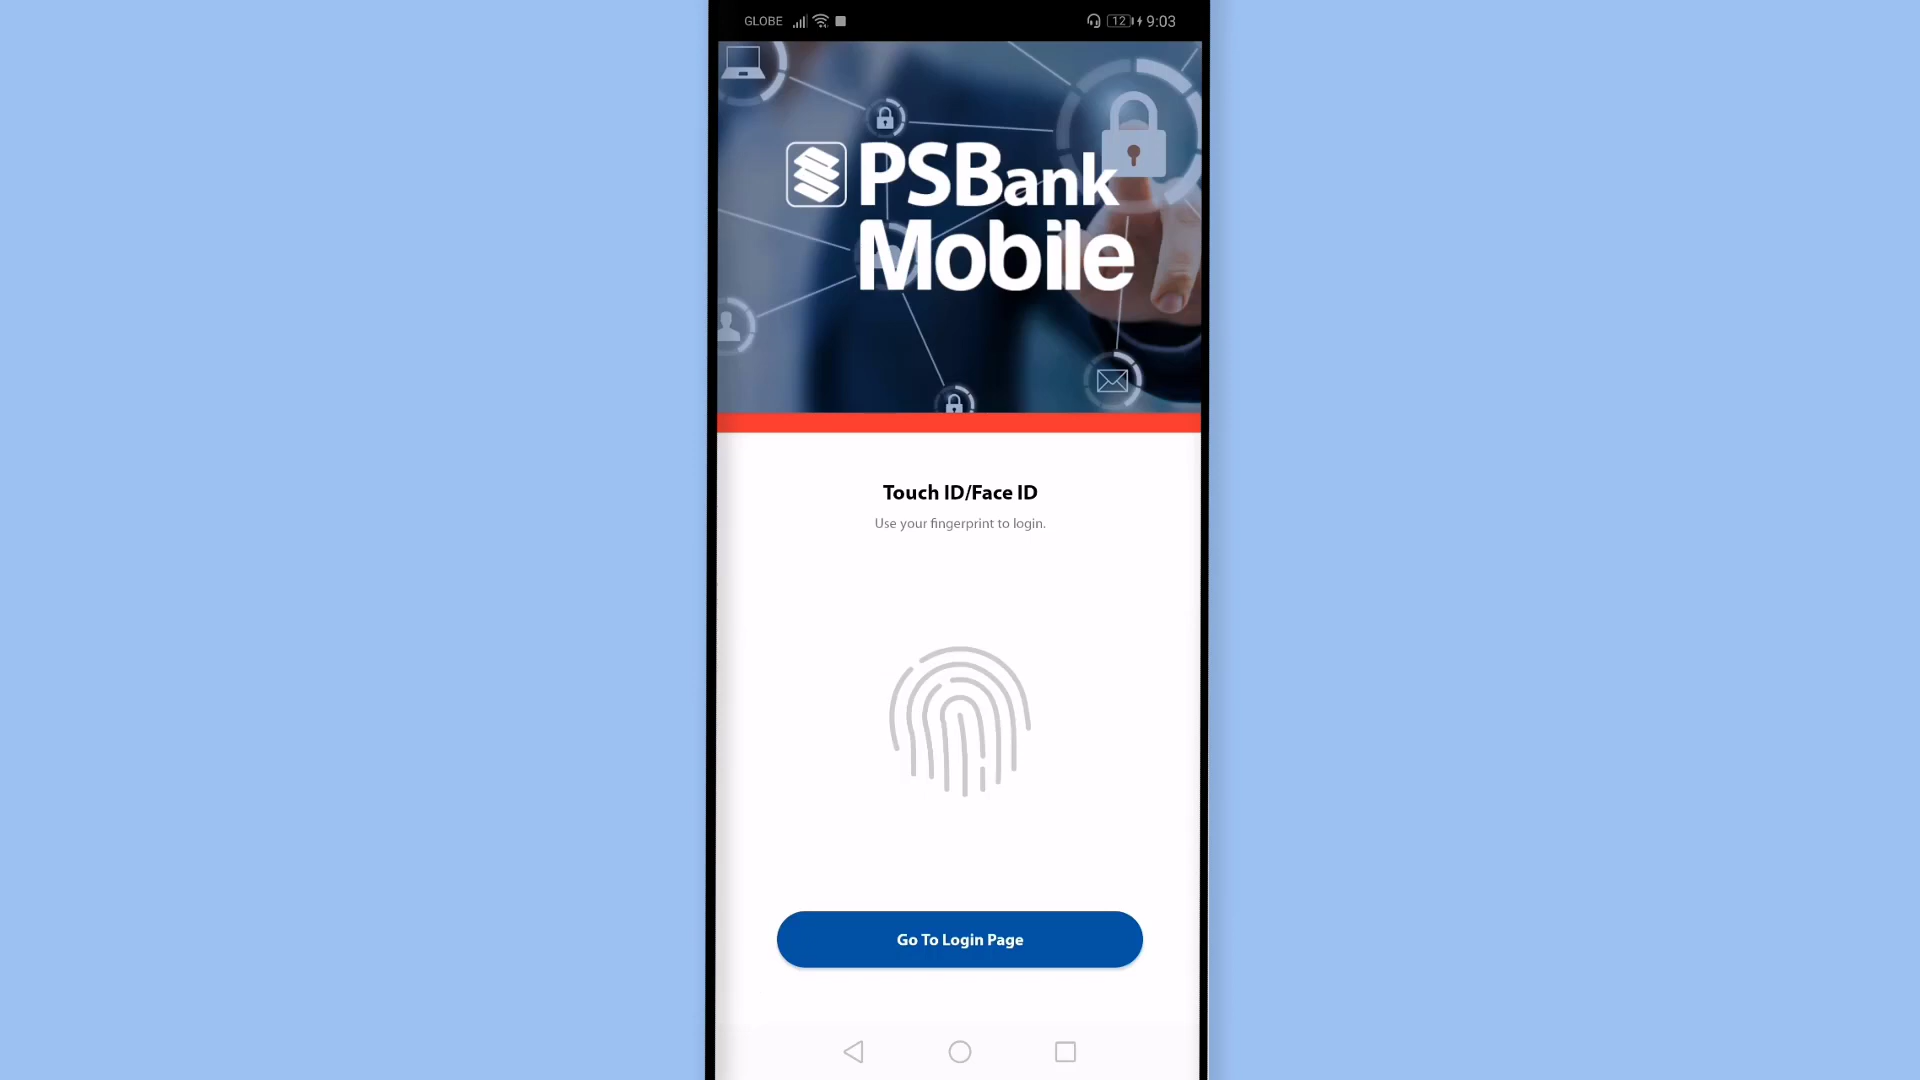 GLOBE 12 9:03
PSBank
Mobile
Touch ID/Face ID
Use your fingerprint to login.
Go To Login Page